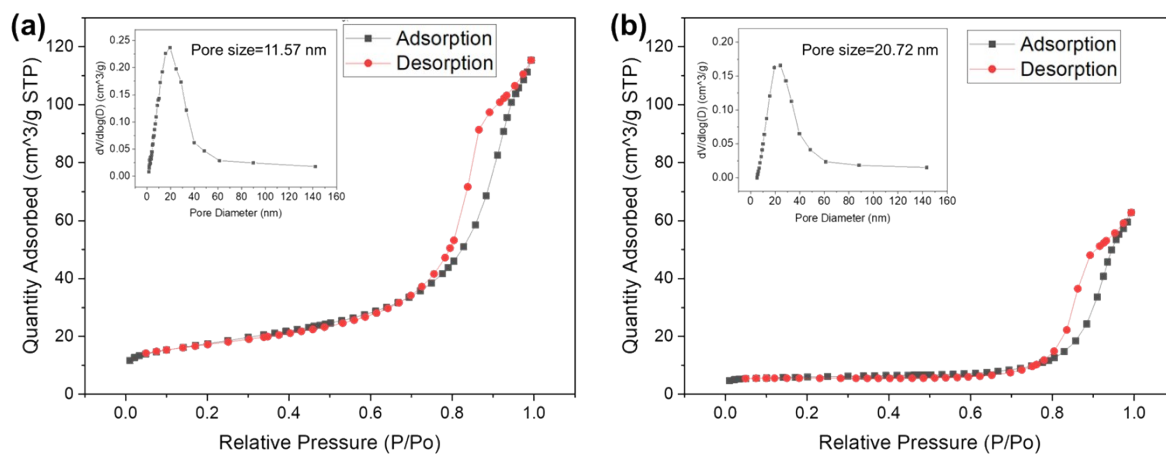 (a)
Quantity Adsorbed (cm^3/g STP)
120
100
80
60
40
20
0
0.0 0.2 0.4 0.6 0.8 1.0
Relative Pressure (P/Po)
Adsorption
Desorption
Pore size=11.57 nm
dV/dlog(D) (cm^3/g)
0.25
0.20
0.15
0.10
0.05
0.00
0 20 40 60 80 100 120 140 160
Pore Diameter (nm)
(b)
Quantity Adsorbed (cm^3/g STP)
120
100
80
60
40
20
0
0.0 0.2 0.4 0.6 0.8 1.0
Relative Pressure (P/Po)
Adsorption
Desorption
Pore size=20.72 nm
dV/dlog(D) (cm^3/g)
0.20
0.15
0.10
0.05
0.00
0 20 40 60 80 100 120 140 160
Pore Diameter (nm)